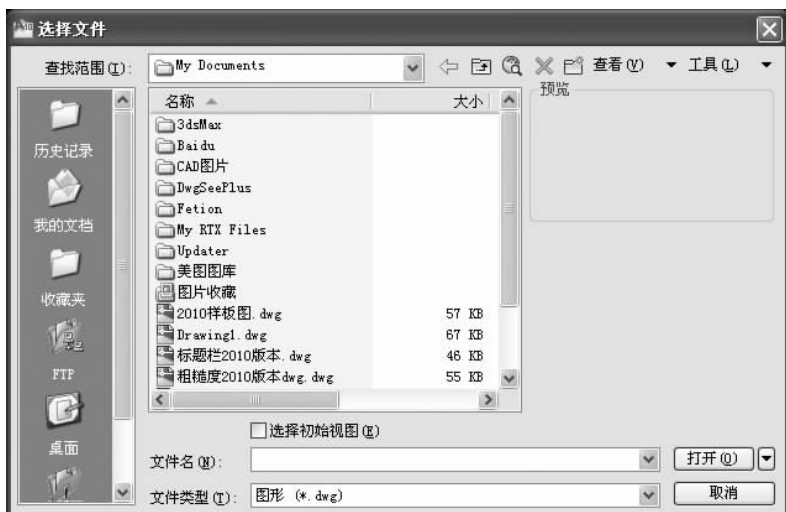 选择文件
查找范围(I):
My Documents
查看(V)
工具(L)
历史记录
我的文档
收藏夹
FTP
桌面
名称
大小
3dsMax
Baidu
CAD图片
DwgSeePlus
Fetion
My RTX Files
Updater
美图图库
图片收藏
2010样板图.dwg 57 KB
Drawing1.dwg 67 KB
标题栏2010版本.dwg 46 KB
粗糙度2010版本dwg.dwg 55 KB
预览
选择初始视图(E)
文件名(N):
打开(O)
文件类型(T):
图形 (*.dwg)
取消